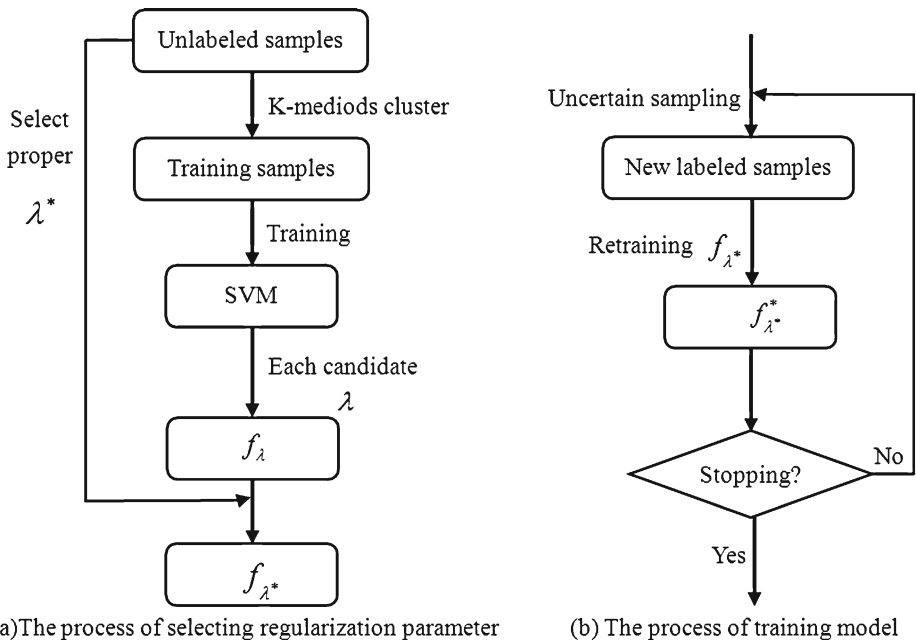 Unlabeled samples
K-mediods cluster
Select
proper
λ*
Training samples
Training
SVM
Each candidate
λ
f_λ
f_λ*
a)The process of selecting regularization parameter
Uncertain sampling
New labeled samples
Retraining f_λ*
f*_λ*
Stopping?
No
Yes
(b) The process of training model